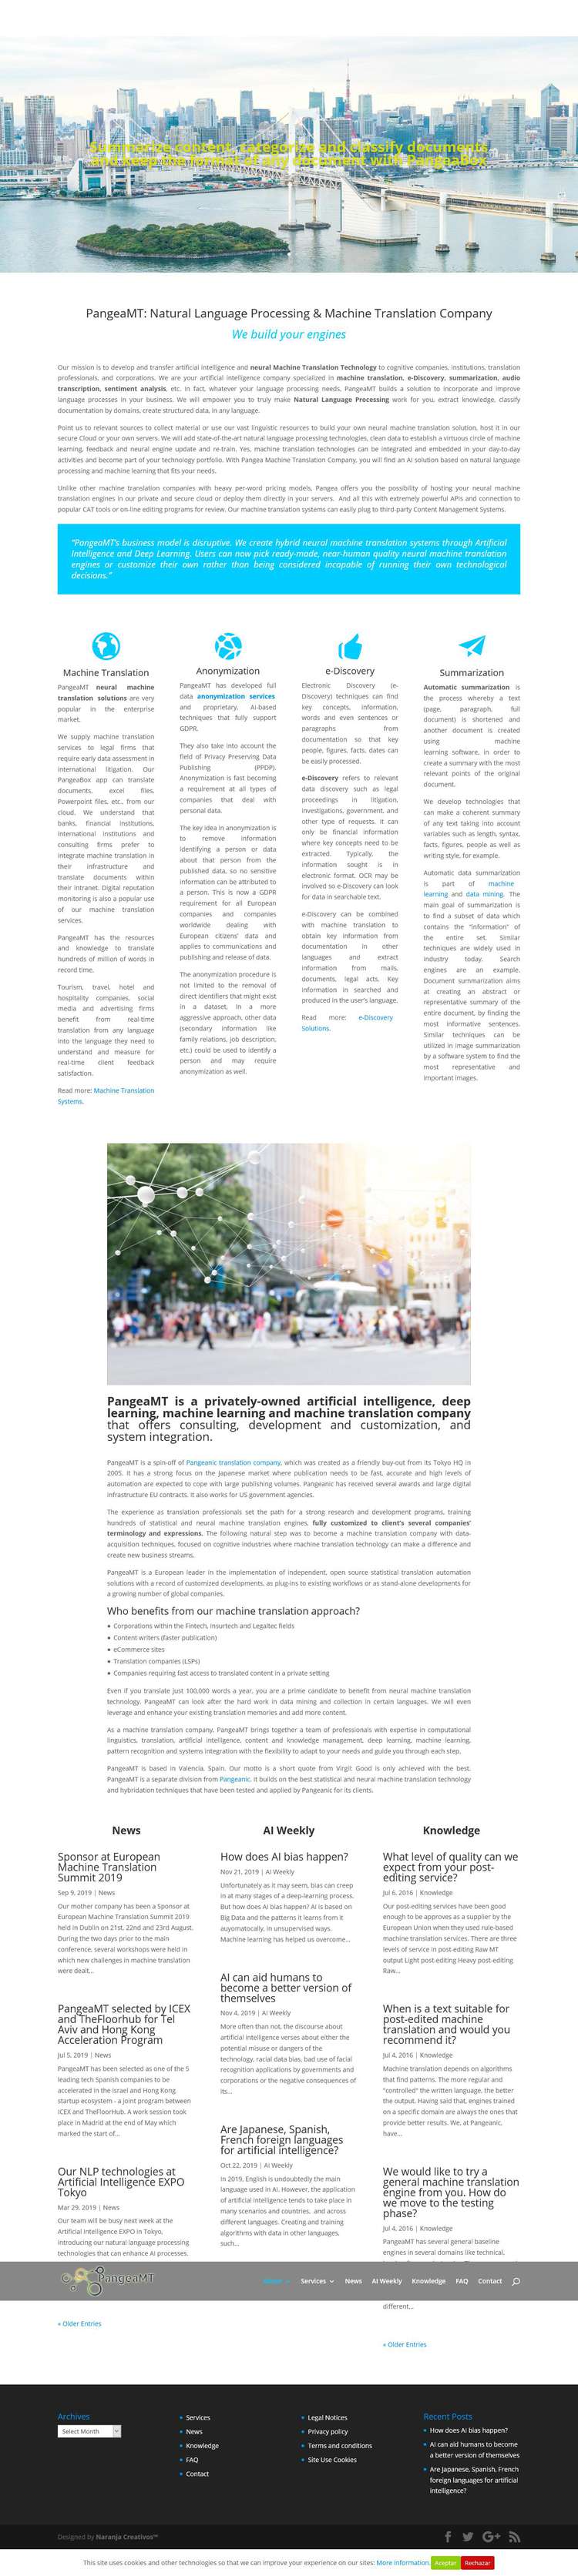 Summarize content, categorize and classify documents
and keep the format of any document with PangeaBox
PangeaMT: Natural Language Processing & Machine Translation Company
We build your engines
Our mission is to develop and transfer artificial intelligence and neural Machine Translation Technology to cognitive companies, institutions, translation
professionals, and corporations. We are your artificial intelligence company specialized in machine translation, e-Discovery, summarization, audio
transcription, sentiment analysis, etc. In fact, whatever your language processing needs, PangeaMT builds a solution to incorporate and improve
language processes in your business. We will empower you to truly make Natural Language Processing work for you, extract knowledge, classify
documentation by domains, create structured data, in any language.
Point us to relevant sources to collect material or use our vast linguistic resources to build your own neural machine translation solution, host it in our
secure Cloud or your own servers. We will add state-of-the-art natural language processing technologies, clean data to establish a virtuous circle of machine
learning, feedback and neural engine update and re-train. Yes, machine translation technologies can be integrated and embedded in your day-to-day
activities and become part of your technology portfolio. With Pangea Machine Translation Company, you will find an AI solution based on natural language
processing and machine learning that fits your needs.
Unlike other machine translation companies with heavy per-word pricing models, Pangea offers you the possibility of hosting your neural machine
translation engines in our private and secure cloud or deploy them directly in your servers. And all this with extremely powerful APIs and connection to
popular CAT tools or on-line editing programs for review. Our machine translation systems can easily plug to third-party Content Management Systems.
“PangeaMT’s business model is disruptive. We create hybrid neural machine translation systems through Artificial
Intelligence and Deep Learning. Users can now pick ready-made, near-human quality neural machine translation
engines or customize their own rather than being considered incapable of running their own technological
decisions.”
Machine Translation
PangeaMT neural machine
translation solutions are very
popular in the enterprise
market.
We supply machine translation
services to legal firms that
require early data assessment in
international litigation. Our
PangeaBox app can translate
documents, excel files,
Powerpoint files, etc., from our
cloud. We understand that
banks, financial institutions,
international institutions and
consulting firms prefer to
integrate machine translation in
their infrastructure and
translate documents within
their intranet. Digital reputation
monitoring is also a popular use
of our machine translation
services.
PangeaMT has the resources
and knowledge to translate
hundreds of million of words in
record time.
Tourism, travel, hotel and
hospitality companies, social
media and advertising firms
benefit from real-time
translation from any language
into the language they need to
understand and measure for
real-time client feedback
satisfaction.
Read more: Machine Translation
Systems.
Anonymization
PangeaMT has developed full
data anonymization services
and proprietary, AI-based
techniques that fully support
GDPR.
They also take into account the
field of Privacy Preserving Data
Publishing (PPDP).
Anonymization is fast becoming
a requirement at all types of
companies that deal with
personal data.
The key idea in anonymization is
to remove information
identifying a person or data
about that person from the
published data, so no sensitive
information can be attributed to
a person. This is now a GDPR
requirement for all European
companies and companies
worldwide dealing with
European citizens’ data and
applies to communications and
publishing and release of data.
The anonymization procedure is
not limited to the removal of
direct identifiers that might exist
in a dataset, in a more
aggressive approach, other data
(secondary information like
family relations, job description,
etc.) could be used to identify a
person and may require
anonymization as well.
e-Discovery
Electronic Discovery (e-
Discovery) techniques can find
key concepts, information,
words and even sentences or
paragraphs from
documentation so that key
people, figures, facts, dates can
be easily processed.
e-Discovery refers to relevant
data discovery such as legal
proceedings in litigation,
investigations, government, and
other type of requests. It can
only be financial information
where key concepts need to be
extracted. Typically, the
information sought is in
electronic format. OCR may be
involved so e-Discovery can look
for data in searchable text.
e-Discovery can be combined
with machine translation to
obtain key information from
documentation in other
languages and extract
information from mails,
documents, legal acts. Key
information in searched and
produced in the user’s language.
Read more: e-Discovery
Solutions.
Summarization
Automatic summarization is
the process whereby a text
(page, paragraph, full
document) is shortened and
another document is created
using machine
learning software, in order to
create a summary with the most
relevant points of the original
document.
We develop technologies that
can make a coherent summary
of any text taking into account
variables such as length, syntax,
facts, figures, people as well as
writing style, for example.
Automatic data summarization
is part of machine
learning and data mining. The
main goal of summarization is
to find a subset of data which
contains the “information” of
the entire set. Similar
techniques are widely used in
industry today. Search
engines are an example.
Document summarization aims
at creating an abstract or
representative summary of the
entire document, by finding the
most informative sentences.
Similar techniques can be
utilized in image summarization
by a software system to find the
most representative and
important images.
PangeaMT is a privately-owned artificial intelligence, deep
learning, machine learning and machine translation company
that offers consulting, development and customization, and
system integration.
PangeaMT is a spin-off of Pangeanic translation company, which was created as a friendly buy-out from its Tokyo HQ in
2005. It has a strong focus on the Japanese market where publication needs to be fast, accurate and high levels of
automation are expected to cope with large publishing volumes. Pangeanic has received several awards and large digital
infrastructure EU contracts. It also works for US government agencies.
The experience as translation professionals set the path for a strong research and development programs, training
hundreds of statistical and neural machine translation engines, fully customized to client’s several companies’
terminology and expressions. The following natural step was to become a machine translation company with data-
acquisition techniques, focused on cognitive industries where machine translation technology can make a difference and
create new business streams.
PangeaMT is a European leader in the implementation of independent, open source statistical translation automation
solutions with a record of customized developments, as plug-ins to existing workflows or as stand-alone developments for
a growing number of global companies.
Who benefits from our machine translation approach?
Corporations within the Fintech, Insurtech and Legaltec fields
Content writers (faster publication)
eCommerce sites
Translation companies (LSPs)
Companies requiring fast access to translated content in a private setting
Even if you translate just 100,000 words a year, you are a prime candidate to benefit from neural machine translation
technology. PangeaMT can look after the hard work in data mining and collection in certain languages. We will even
leverage and enhance your existing translation memories and add more content.
As a machine translation company, PangeaMT brings together a team of professionals with expertise in computational
linguistics, translation, artificial intelligence, content and knowledge management, deep learning, machine learning,
pattern recognition and systems integration with the flexibility to adapt to your needs and guide you through each step.
PangeaMT is based in Valencia, Spain. Our motto is a short quote from Virgil: Good is only achieved with the best.
PangeaMT is a separate division from Pangeanic. It builds on the best statistical and neural machine translation technology
and hybridation techniques that have been tested and applied by Pangeanic for its clients.
News
Sponsor at European
Machine Translation
Summit 2019
Sep 9, 2019 | News
Our mother company has been a Sponsor at
European Machine Translation Summit 2019
held in Dublin on 21st, 22nd and 23rd August.
During the two days prior to the main
conference, several workshops were held in
which new challenges in machine translation
were dealt...
PangeaMT selected by ICEX
and TheFloorhub for Tel
Aviv and Hong Kong
Acceleration Program
Jul 5, 2019 | News
PangeaMT has been selected as one of the 5
leading tech Spanish companies to be
accelerated in the Israel and Hong Kong
startup ecosystem - a joint program between
ICEX and TheFloorHub. A work session took
place in Madrid at the end of May which
marked the start of...
Our NLP technologies at
Artificial Intelligence EXPO
Tokyo
Mar 29, 2019 | News
Our team will be busy next week at the
Artificial Intelligence EXPO in Tokyo,
introducing our natural language processing
technologies that can enhance AI processes.
« Older Entries
AI Weekly
How does AI bias happen?
Nov 21, 2019 | AI Weekly
Unfortunately as it may seem, bias can creep
in at many stages of a deep-learning process.
But how does AI bias happen? AI is based on
Big Data and the patterns it learns from it
auyomatocally, in unsupervised ways.
Machine learning has helped us overcome...
AI can aid humans to
become a better version of
themselves
Nov 4, 2019 | AI Weekly
More often than not, the discourse about
artificial intelligence verses about either the
potential misuse or dangers of the
technology, racial data bias, bad use of facial
recognition applications by governments and
corporations or the negative consequences of
its...
Are Japanese, Spanish,
French foreign languages
for artificial intelligence?
Oct 22, 2019 | AI Weekly
In 2019, English is undoubtedly the main
language used in AI. However, the application
of artificial intelligence tends to take place in
many scenarios and countries, and across
different languages. Creating and training
algorithms with data in other languages,
such...
Knowledge
What level of quality can we
expect from your post-
editing service?
Jul 6, 2016 | Knowledge
Our post-editing services have been good
enough to be approves as a supplier by the
European Union when they used rule-based
machine translation services. There are three
levels of service in post-editing Raw MT
output Light post-editing Heavy post-editing
Raw...
When is a text suitable for
post-edited machine
translation and would you
recommend it?
Jul 4, 2016 | Knowledge
Machine translation depends on algorithms
that find patterns. The more regular and
"controlled" the written language, the better
the output. Having said that, engines trained
on a specific domain are always the ones that
provide better results. We, at Pangeanic,
have...
We would like to try a
general machine translation
engine from you. How do
we move to the testing
phase?
Jul 4, 2016 | Knowledge
PangeaMT has several general baseline
engines in several domains like technical,
different...
« Older Entries
PangeaMT
Services
News
AI Weekly
Knowledge
FAQ
Contact
Archives
Select Month
Services
News
Knowledge
FAQ
Contact
Legal Notices
Privacy policy
Terms and conditions
Site Use Cookies
Recent Posts
How does AI bias happen?
AI can aid humans to become
a better version of themselves
Are Japanese, Spanish, French
foreign languages for artificial
intelligence?
Designed by Naranja Creativos™
This site uses cookies and other technologies so that we can improve your experience on our sites: More information. Aceptar Rechazar